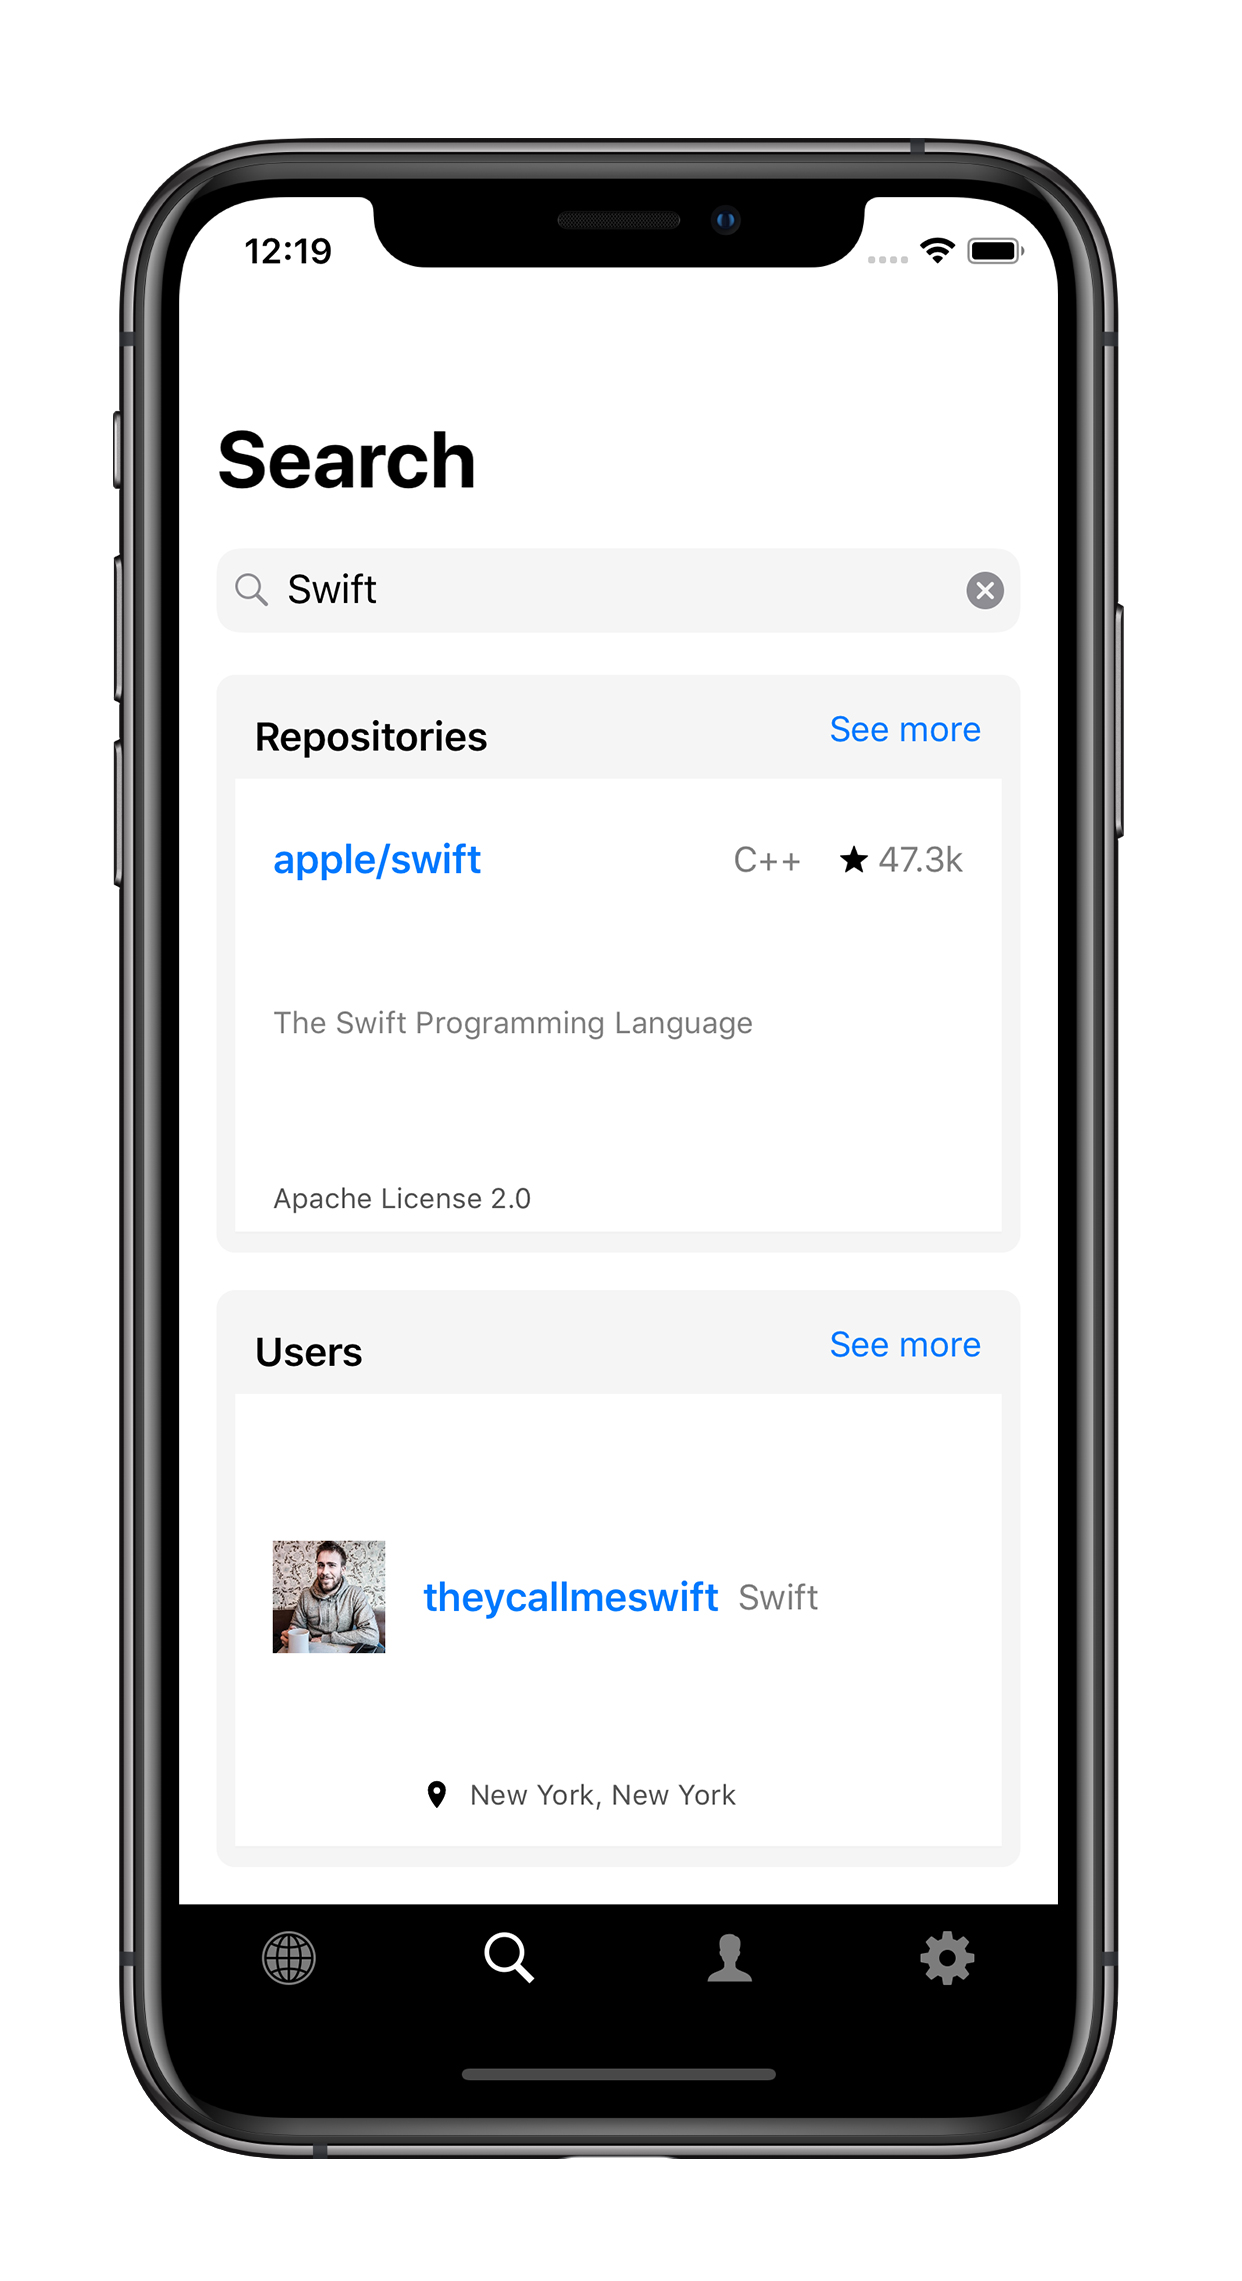 12:19
Search
Swift
Repositories See more
apple/swift C++ ★ 47.3k
The Swift Programming Language
Apache License 2.0
Users See more
theycallmeswift Swift
New York, New York